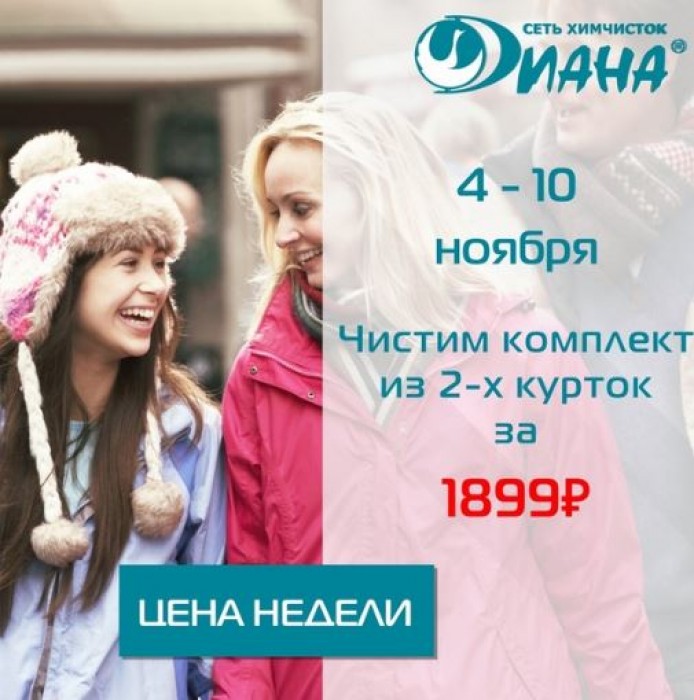 СЕТЬ ХИМЧИСТОК
ДИАНА®
4 - 10
ноября
Чистим комплект
из 2-х курток
за
1899₽
ЦЕНА НЕДЕЛИ